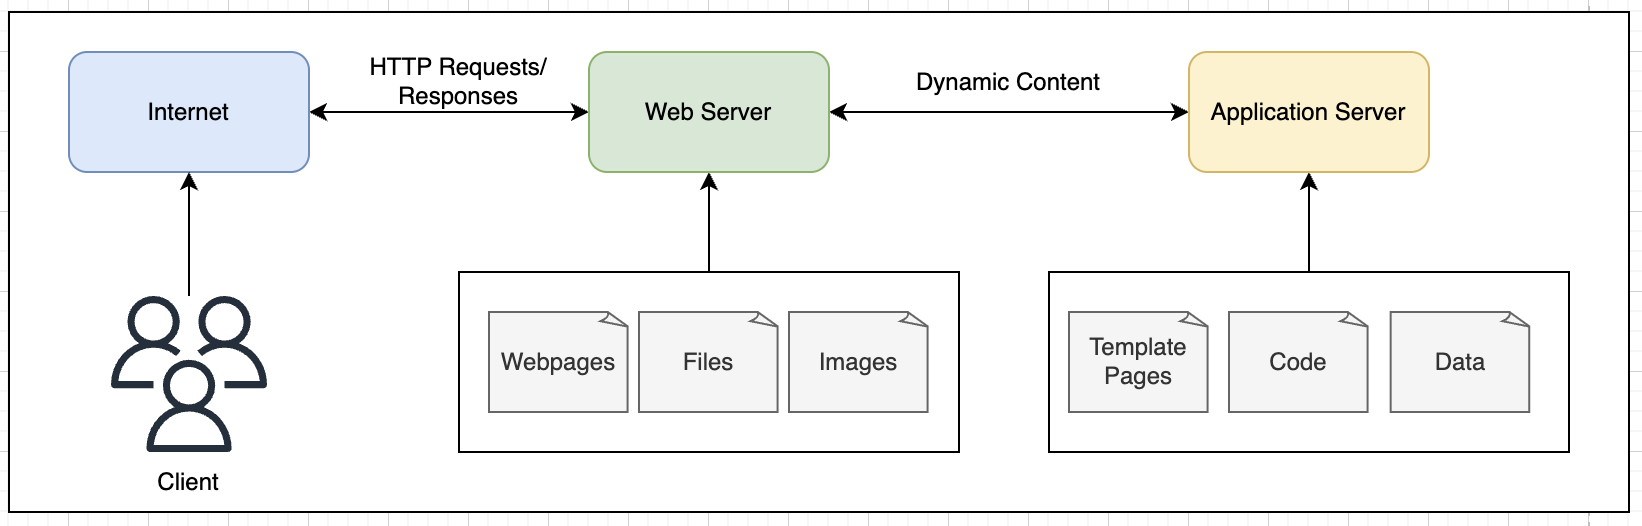 Internet
HTTP Requests/
Responses
Web Server
Dynamic Content
Application Server
Client
Webpages
Files
Images
Template
Pages
Code
Data